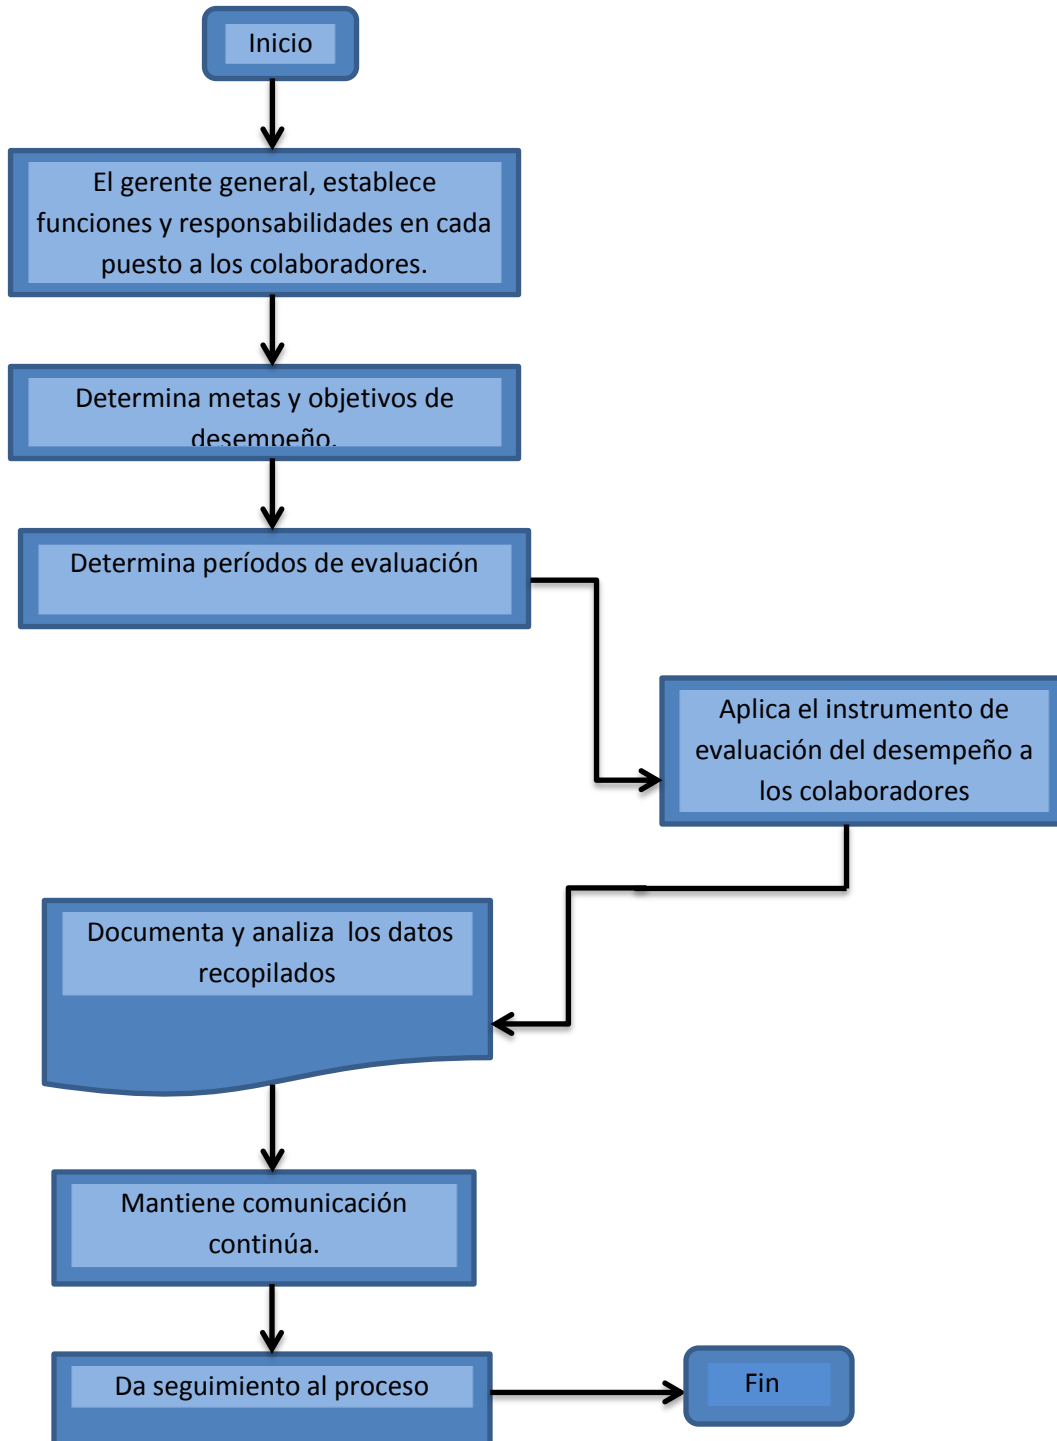 Inicio
El gerente general, establece
funciones y responsabilidades en cada
puesto a los colaboradores.
Determina metas y objetivos de
desempeño.
Determina períodos de evaluación
Aplica el instrumento de
evaluación del desempeño a
los colaboradores
Documenta y analiza  los datos
recopilados
Mantiene comunicación
continúa.
Da seguimiento al proceso
Fin